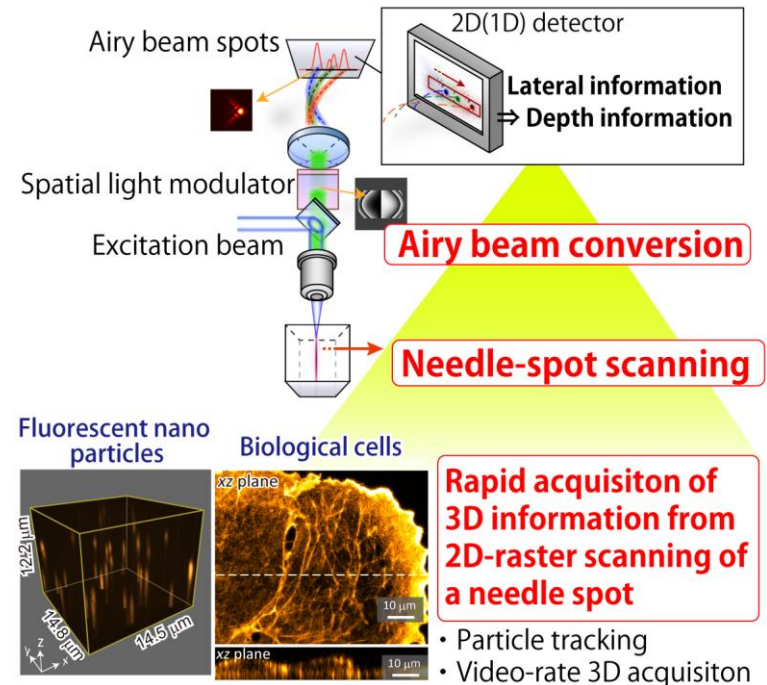 Airy beam spots
2D(1D) detector
Lateral information
⇒ Depth information
Spatial light modulator
Excitation beam
Airy beam conversion
Needle-spot scanning
Fluorescent nano
particles
12.2 μm
14.8 μm
14.5 μm
z
y
x
Biological cells
xz plane
10 μm
xz plane
10 μm
Rapid acquisiton of
3D information from
2D-raster scanning of
a needle spot
・Particle tracking
・Video-rate 3D acquisiton